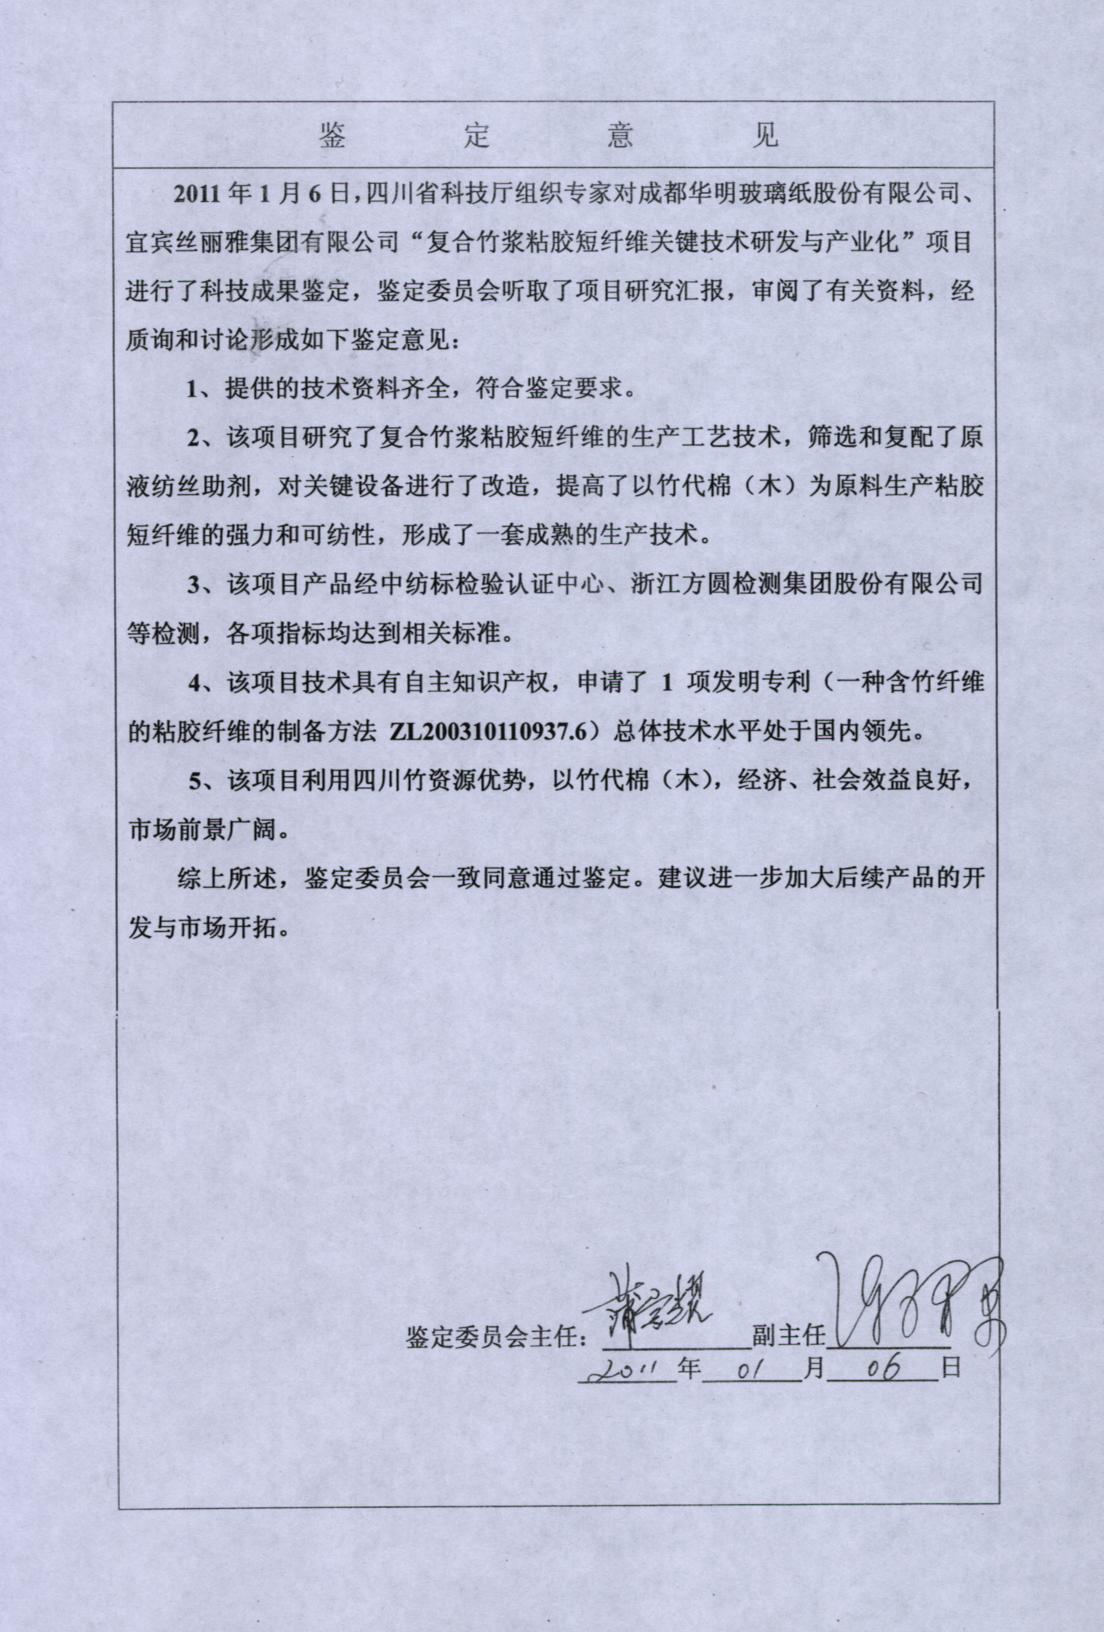 鉴定意见
2011年1月6日,四川省科技厅组织专家对成都华明玻璃纸股份有限公司、
宜宾丝丽雅集团有限公司“复合竹浆粘胶短纤维关键技术研发与产业化”项目
进行了科技成果鉴定，鉴定委员会听取了项目研究汇报，审阅了有关资料，经
质询和讨论形成如下鉴定意见：
1、提供的技术资料齐全，符合鉴定要求。
2、该项目研究了复合竹浆粘胶短纤维的生产工艺技术，筛选和复配了原
液纺丝助剂，对关键设备进行了改造，提高了以竹代棉（木）为原料生产粘胶
短纤维的强力和可纺性，形成了一套成熟的生产技术。
3、该项目产品经中纺标检验认证中心、浙江方圆检测集团股份有限公司
等检测，各项指标均达到相关标准。
4、该项目技术具有自主知识产权，申请了 1 项发明专利（一种含竹纤维
的粘胶纤维的制备方法 ZL200310110937.6）总体技术水平处于国内领先。
5、该项目利用四川竹资源优势，以竹代棉（木），经济、社会效益良好，
市场前景广阔。
综上所述，鉴定委员会一致同意通过鉴定。建议进一步加大后续产品的开
发与市场开拓。
鉴定委员会主任： 副主任
2011年01月06日